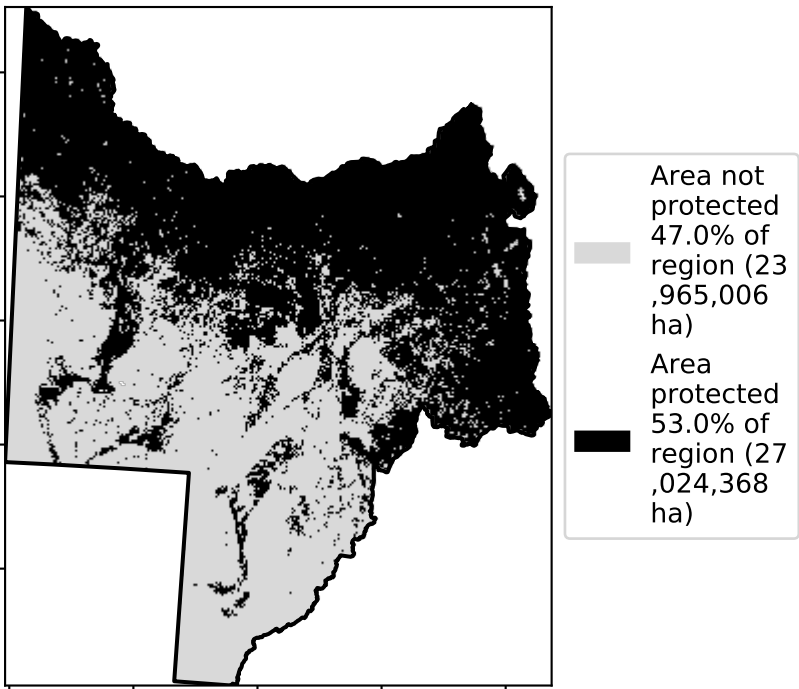 Area not
protected
47.0% of
region (23
,965,006
ha)
Area
protected
53.0% of
region (27
,024,368
ha)